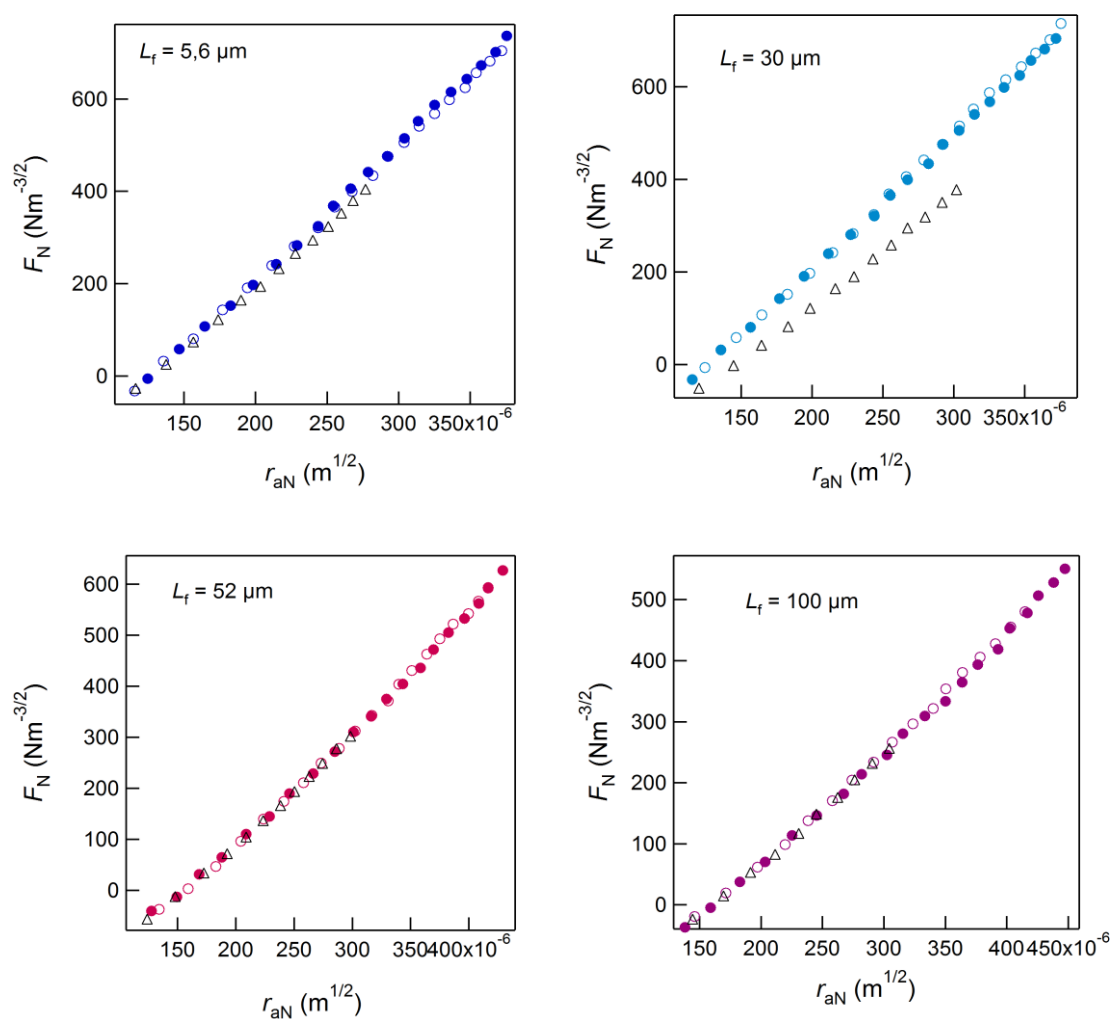 L_f = 5,6 µm
600
400
200
0
F_N (Nm^-3/2)
150 200 250 300 350x10^-6
r_aN (m^1/2)
L_f = 30 µm
600
400
200
0
F_N (Nm^-3/2)
150 200 250 300 350x10^-6
r_aN (m^1/2)
L_f = 52 µm
600
500
400
300
200
100
0
F_N (Nm^-3/2)
150 200 250 300 350 400x10^-6
r_aN (m^1/2)
L_f = 100 µm
500
400
300
200
100
0
F_N (Nm^-3/2)
150 200 250 300 350 400 450x10^-6
r_aN (m^1/2)